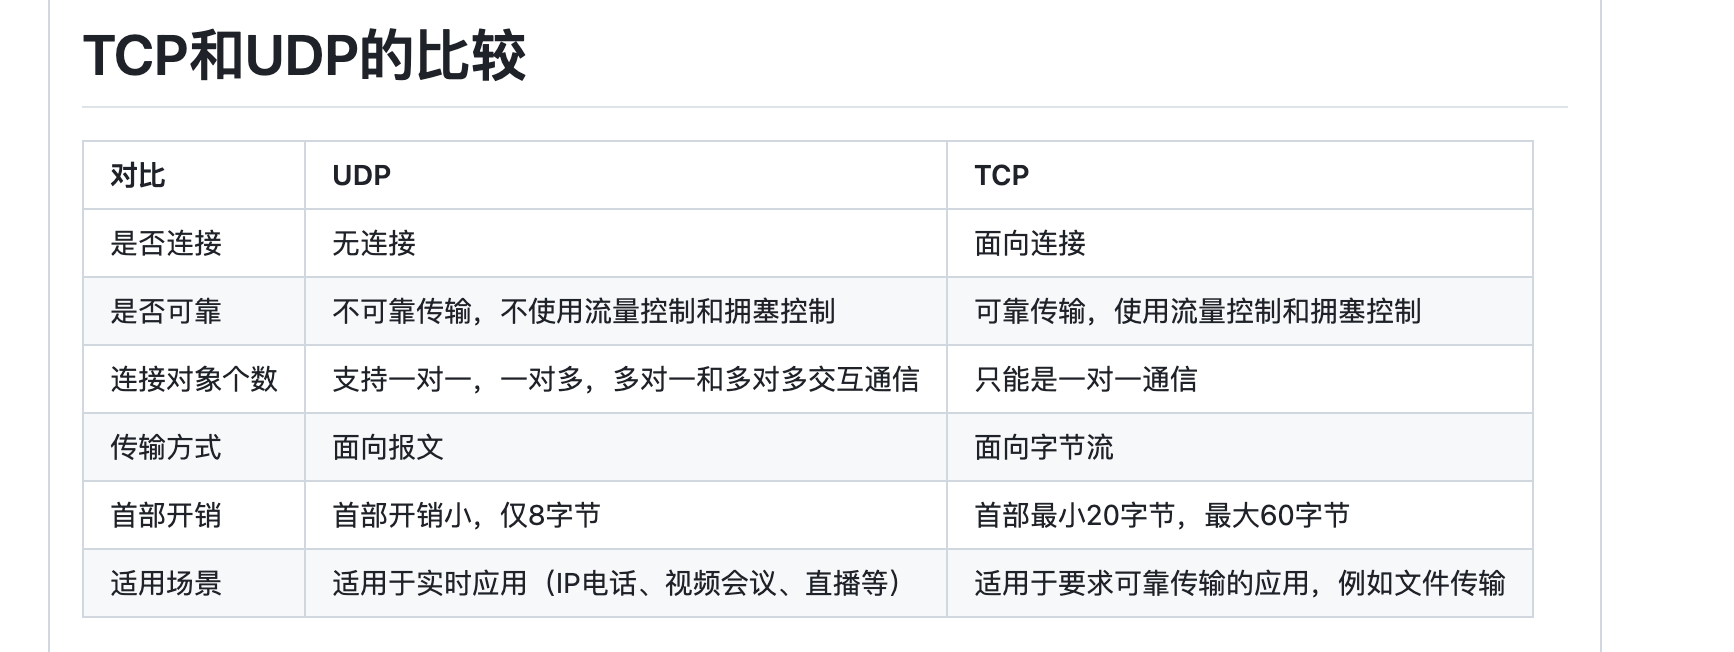 TCP和UDP的比较
对比 UDP TCP
是否连接 无连接 面向连接
是否可靠 不可靠传输，不使用流量控制和拥塞控制 可靠传输，使用流量控制和拥塞控制
连接对象个数 支持一对一，一对多，多对一和多对多交互通信 只能是一对一通信
传输方式 面向报文 面向字节流
首部开销 首部开销小，仅8字节 首部最小20字节，最大60字节
适用场景 适用于实时应用（IP电话、视频会议、直播等） 适用于要求可靠传输的应用，例如文件传输